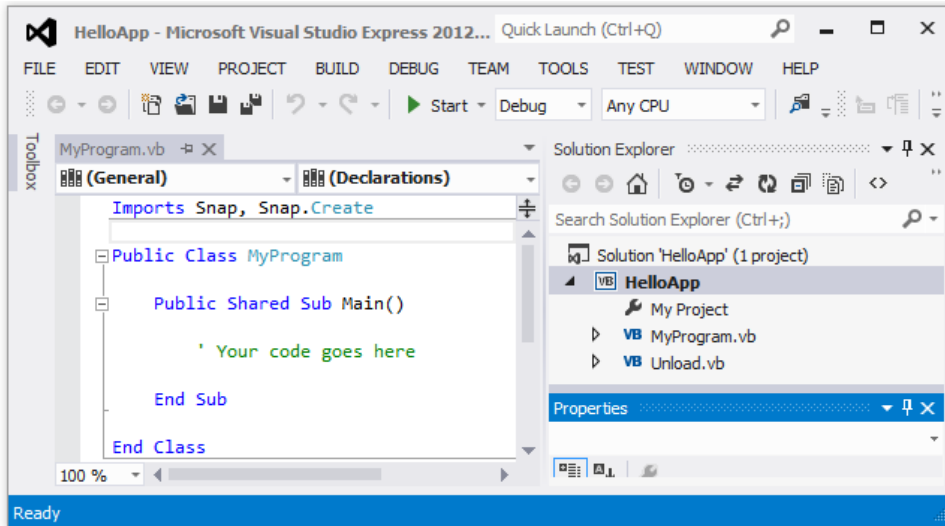 HelloApp - Microsoft Visual Studio Express 2012... Quick Launch (Ctrl+Q)
FILE EDIT VIEW PROJECT BUILD DEBUG TEAM TOOLS TEST WINDOW HELP
Start Debug Any CPU
Toolbox
MyProgram.vb
(General) (Declarations)
Imports Snap, Snap.Create
Public Class MyProgram
Public Shared Sub Main()
' Your code goes here
End Sub
End Class
100 %
Solution Explorer
Search Solution Explorer (Ctrl+;)
Solution 'HelloApp' (1 project)
VB HelloApp
My Project
VB MyProgram.vb
VB Unload.vb
Properties
Ready